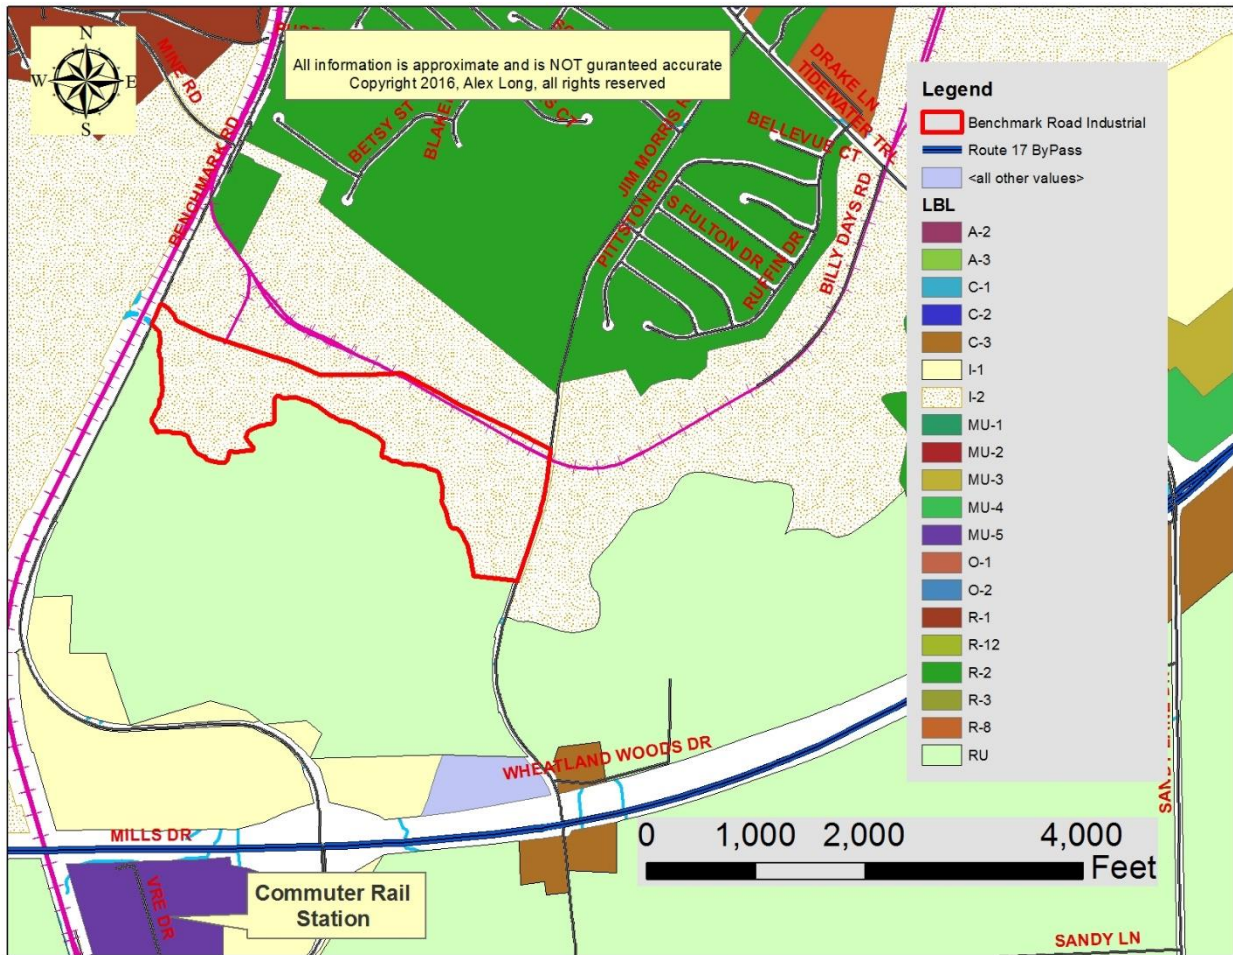 N
W E
S
All information is approximate and is NOT guranteed accurate
Copyright 2016, Alex Long, all rights reserved
MINE RD
BENCHMARK RD
BETSY ST
CT
JIM MORRIS R
PITTSTON RD
S FULTON DR
RUFFIN DR
BELLEVUE CT
BILLY DAYS RD
DRAKE LN
TIDEWATER TRL
Legend
Benchmark Road Industrial
Route 17 ByPass
<all other values>
LBL
A-2
A-3
C-1
C-2
C-3
I-1
I-2
MU-1
MU-2
MU-3
MU-4
MU-5
O-1
O-2
R-1
R-12
R-2
R-3
R-8
RU
WHEATLAND WOODS DR
MILLS DR
VRE DR
Commuter Rail
Station
0 1,000 2,000 4,000
Feet
SANDY LN